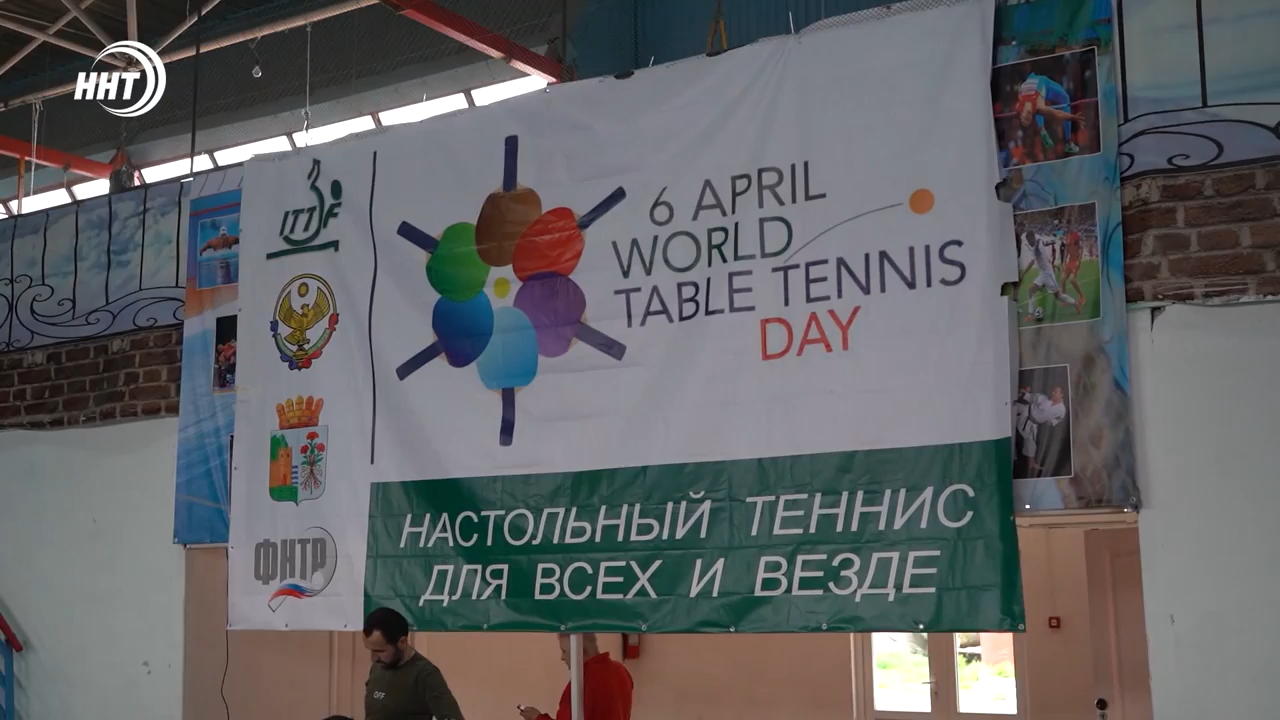 ННТ
ITTF
6 APRIL
WORLD
TABLE TENNIS
DAY
ФНТР
НАСТОЛЬНЫЙ ТЕННИС
ДЛЯ ВСЕХ И ВЕЗДЕ
OFF